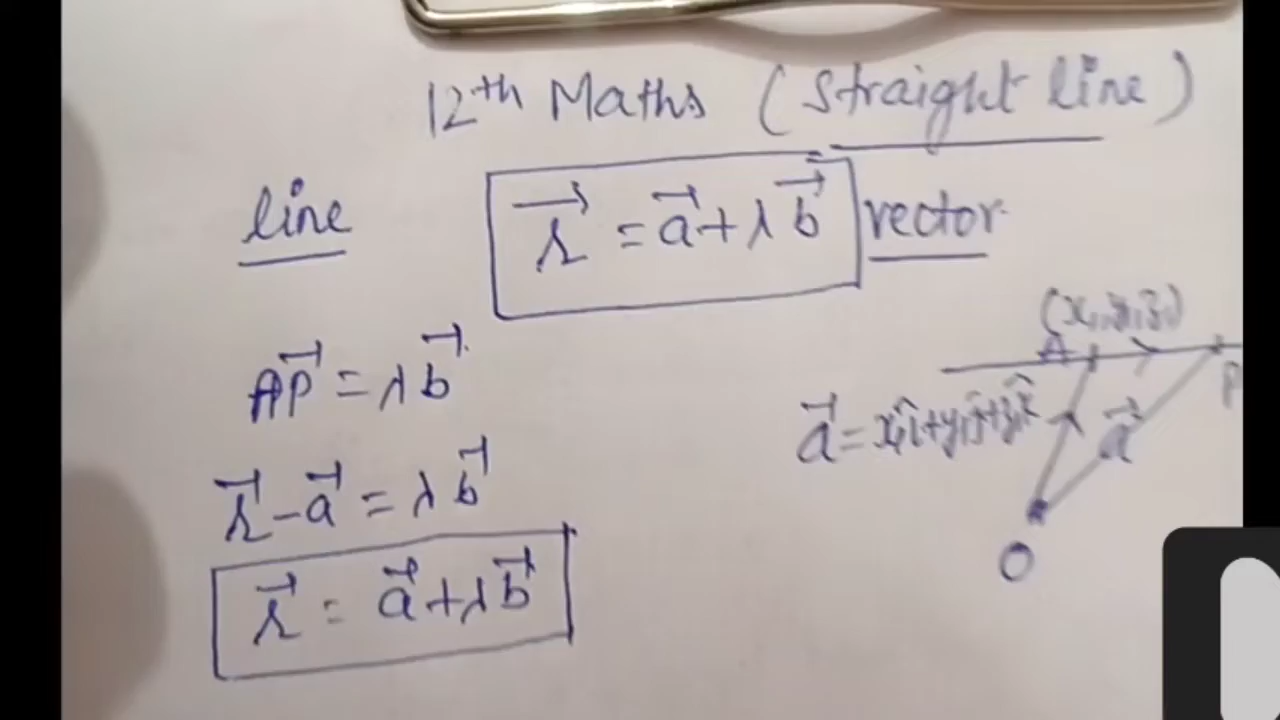 12th Maths (Straight line)
line
r⃗ = a⃗ + λ b⃗
vector
AP⃗ = λ b⃗
r⃗ - a⃗ = λ b⃗
r⃗ = a⃗ + λ b⃗
(x₁, y₁, z₁)
A
P
a⃗ = x₁î + y₁ĵ + z₁k̂
a⃗
O